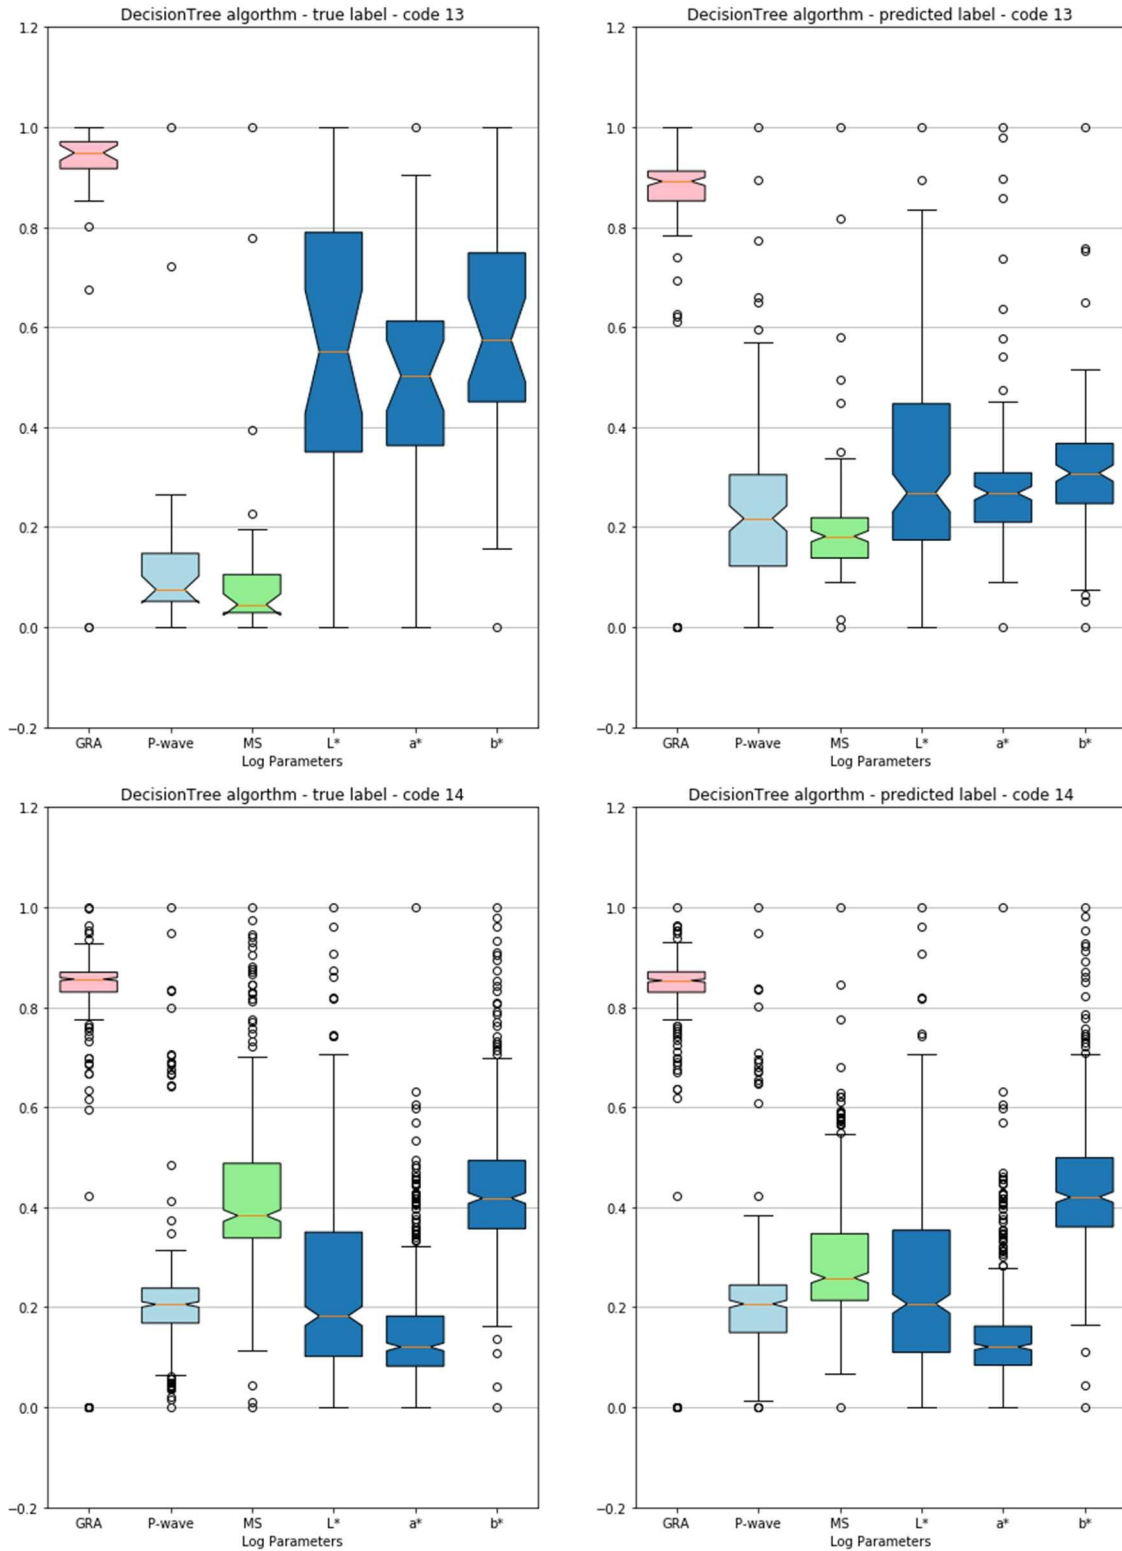 DecisionTree algorthm - true label - code 13
1.2
1.0
0.8
0.6
0.4
0.2
0.0
−0.2
GRA P-wave MS L* a* b*
Log Parameters
DecisionTree algorthm - predicted label - code 13
1.2
1.0
0.8
0.6
0.4
0.2
0.0
−0.2
GRA P-wave MS L* a* b*
Log Parameters
DecisionTree algorthm - true label - code 14
1.2
1.0
0.8
0.6
0.4
0.2
0.0
−0.2
GRA P-wave MS L* a* b*
Log Parameters
DecisionTree algorthm - predicted label - code 14
1.2
1.0
0.8
0.6
0.4
0.2
0.0
−0.2
GRA P-wave MS L* a* b*
Log Parameters